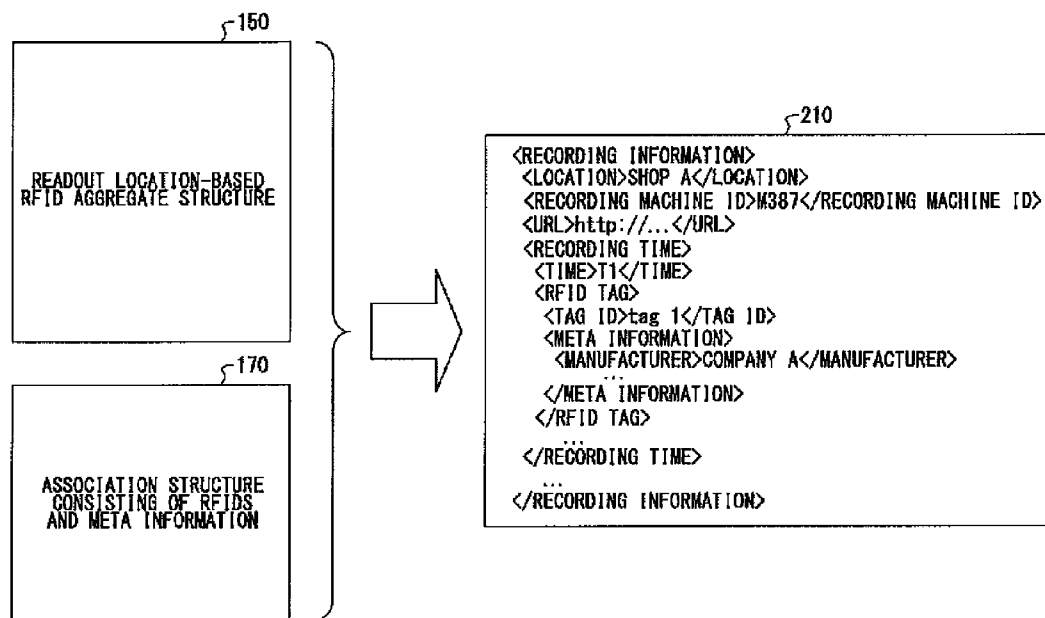 150
READOUT LOCATION-BASED
RFID AGGREGATE STRUCTURE
170
ASSOCIATION STRUCTURE
CONSISTING OF RFIDS
AND META INFORMATION
210
<RECORDING INFORMATION>
<LOCATION>SHOP A</LOCATION>
<RECORDING MACHINE ID>M387</RECORDING MACHINE ID>
<URL>http://...</URL>
<RECORDING TIME>
<TIME>T1</TIME>
<RFID TAG>
<TAG ID>tag 1</TAG ID>
<META INFORMATION>
<MANUFACTURER>COMPANY A</MANUFACTURER>
...
</META INFORMATION>
</RFID TAG>
...
</RECORDING TIME>
...
</RECORDING INFORMATION>